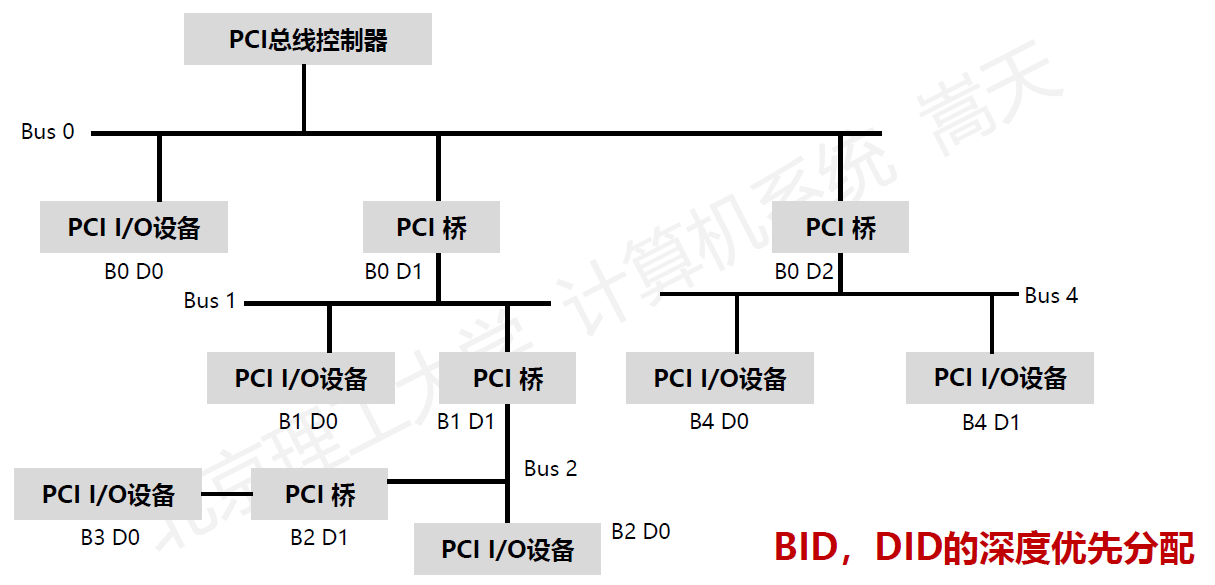 PCI总线控制器
Bus 0
PCI I/O设备
PCI 桥
PCI 桥
B0 D0
B0 D1
B0 D2
Bus 1
Bus 4
PCI I/O设备
PCI 桥
PCI I/O设备
PCI I/O设备
B1 D0
B1 D1
B4 D0
B4 D1
Bus 2
PCI I/O设备
PCI 桥
B3 D0
B2 D1
PCI I/O设备
B2 D0
BID，DID的深度优先分配
北京理工大学 计算机系统 嵩天